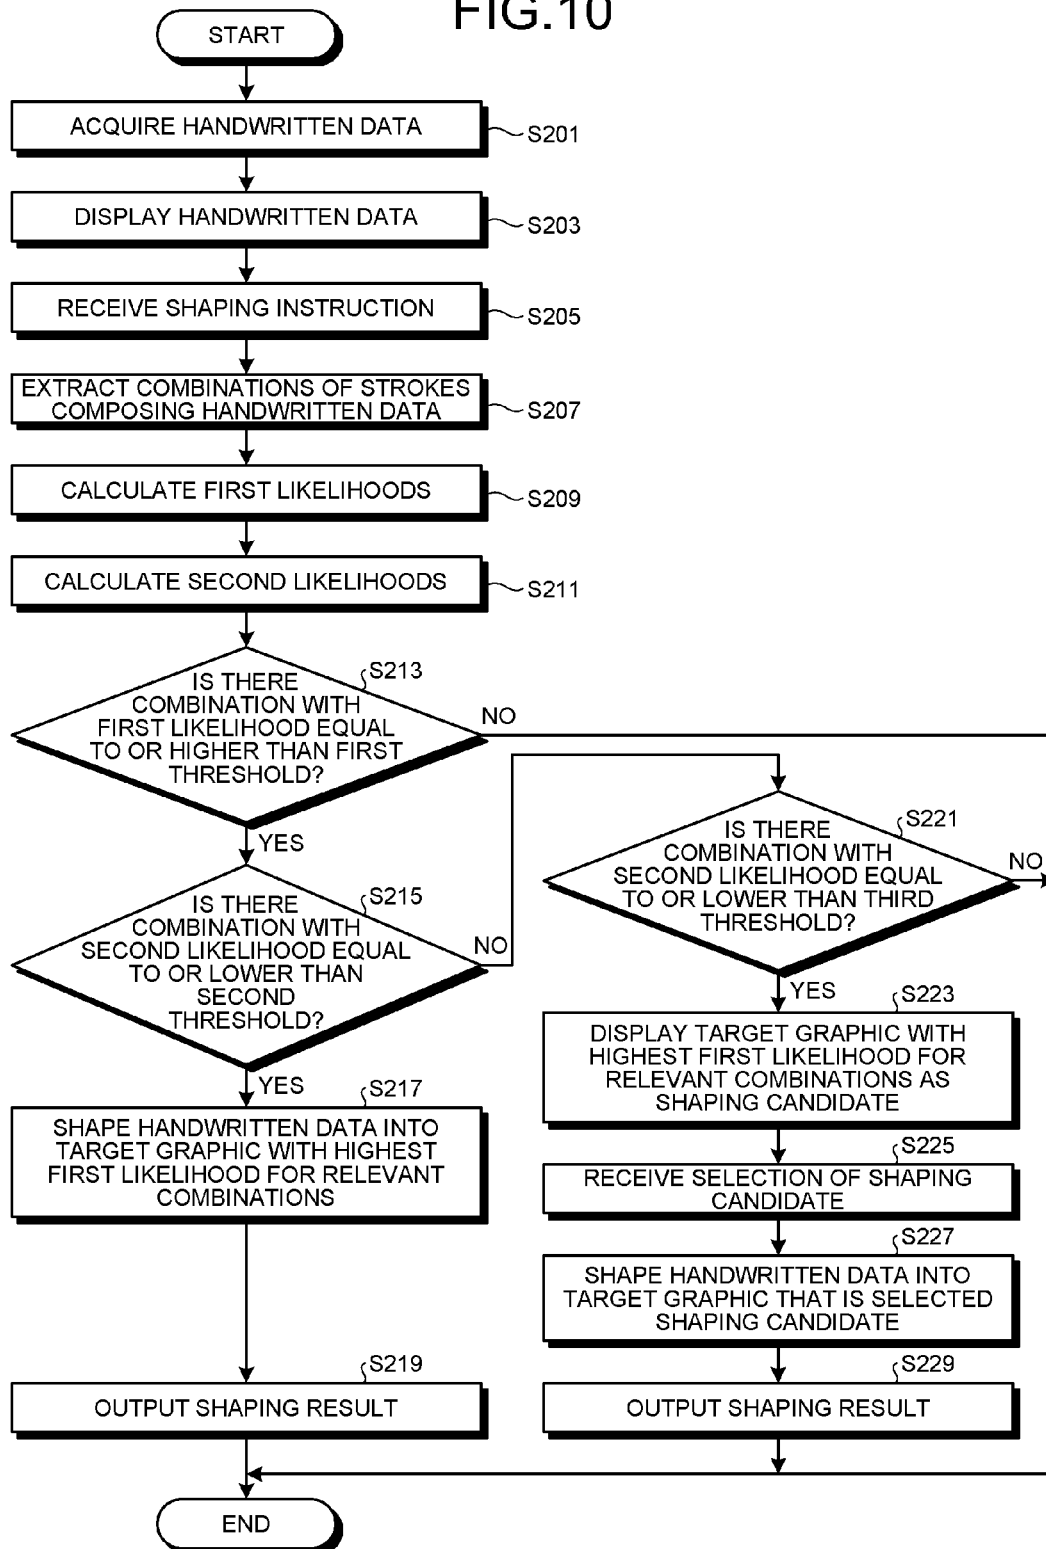 FIG.10
START
ACQUIRE HANDWRITTEN DATA
S201
DISPLAY HANDWRITTEN DATA
S203
RECEIVE SHAPING INSTRUCTION
S205
EXTRACT COMBINATIONS OF STROKES
COMPOSING HANDWRITTEN DATA
S207
CALCULATE FIRST LIKELIHOODS
S209
CALCULATE SECOND LIKELIHOODS
S211
S213
IS THERE
COMBINATION WITH
FIRST LIKELIHOOD EQUAL
TO OR HIGHER THAN FIRST
THRESHOLD?
NO
YES
S215
IS THERE
COMBINATION WITH
SECOND LIKELIHOOD EQUAL
TO OR LOWER THAN
SECOND
THRESHOLD?
NO
YES
S217
SHAPE HANDWRITTEN DATA INTO
TARGET GRAPHIC WITH HIGHEST
FIRST LIKELIHOOD FOR RELEVANT
COMBINATIONS
S219
OUTPUT SHAPING RESULT
S221
IS THERE
COMBINATION WITH
SECOND LIKELIHOOD EQUAL
TO OR LOWER THAN THIRD
THRESHOLD?
NO
YES
S223
DISPLAY TARGET GRAPHIC WITH
HIGHEST FIRST LIKELIHOOD FOR
RELEVANT COMBINATIONS AS
SHAPING CANDIDATE
S225
RECEIVE SELECTION OF SHAPING
CANDIDATE
S227
SHAPE HANDWRITTEN DATA INTO
TARGET GRAPHIC THAT IS SELECTED
SHAPING CANDIDATE
S229
OUTPUT SHAPING RESULT
END